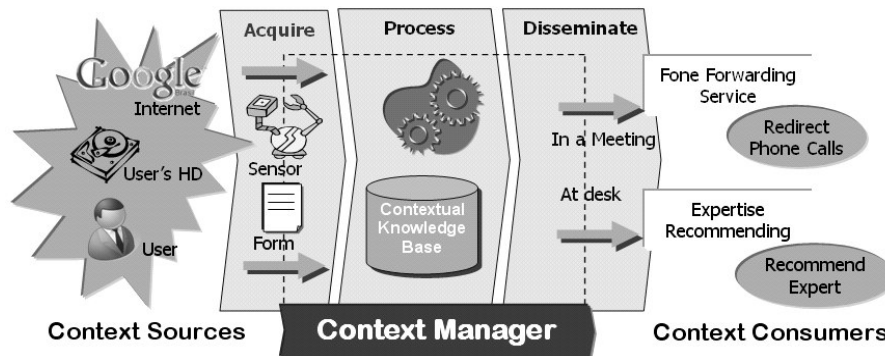 Acquire
Process
Disseminate
Google
Internet
User's HD
User
Sensor
Form
Contextual
Knowledge
Base
In a Meeting
At desk
Fone Forwarding
Service
Redirect
Phone Calls
Expertise
Recommending
Recommend
Expert
Context Sources
Context Manager
Context Consumers